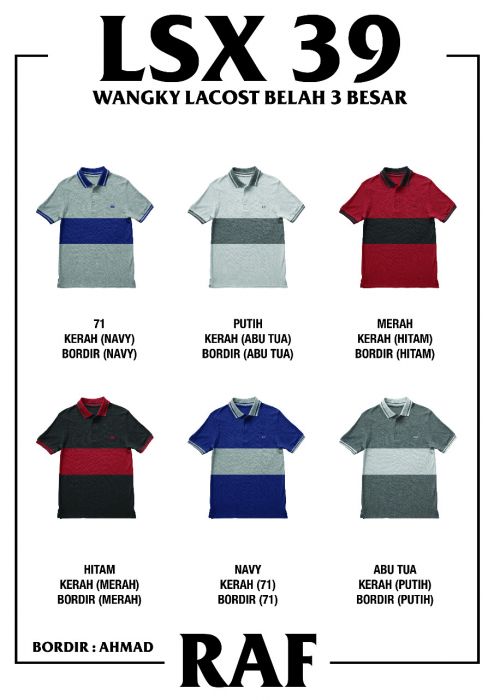 LSX 39
WANGKY LACOST BELAH 3 BESAR
71
KERAH (NAVY)
BORDIR (NAVY)
PUTIH
KERAH (ABU TUA)
BORDIR (ABU TUA)
MERAH
KERAH (HITAM)
BORDIR (HITAM)
HITAM
KERAH (MERAH)
BORDIR (MERAH)
NAVY
KERAH (71)
BORDIR (71)
ABU TUA
KERAH (PUTIH)
BORDIR (PUTIH)
BORDIR : AHMAD
RAF